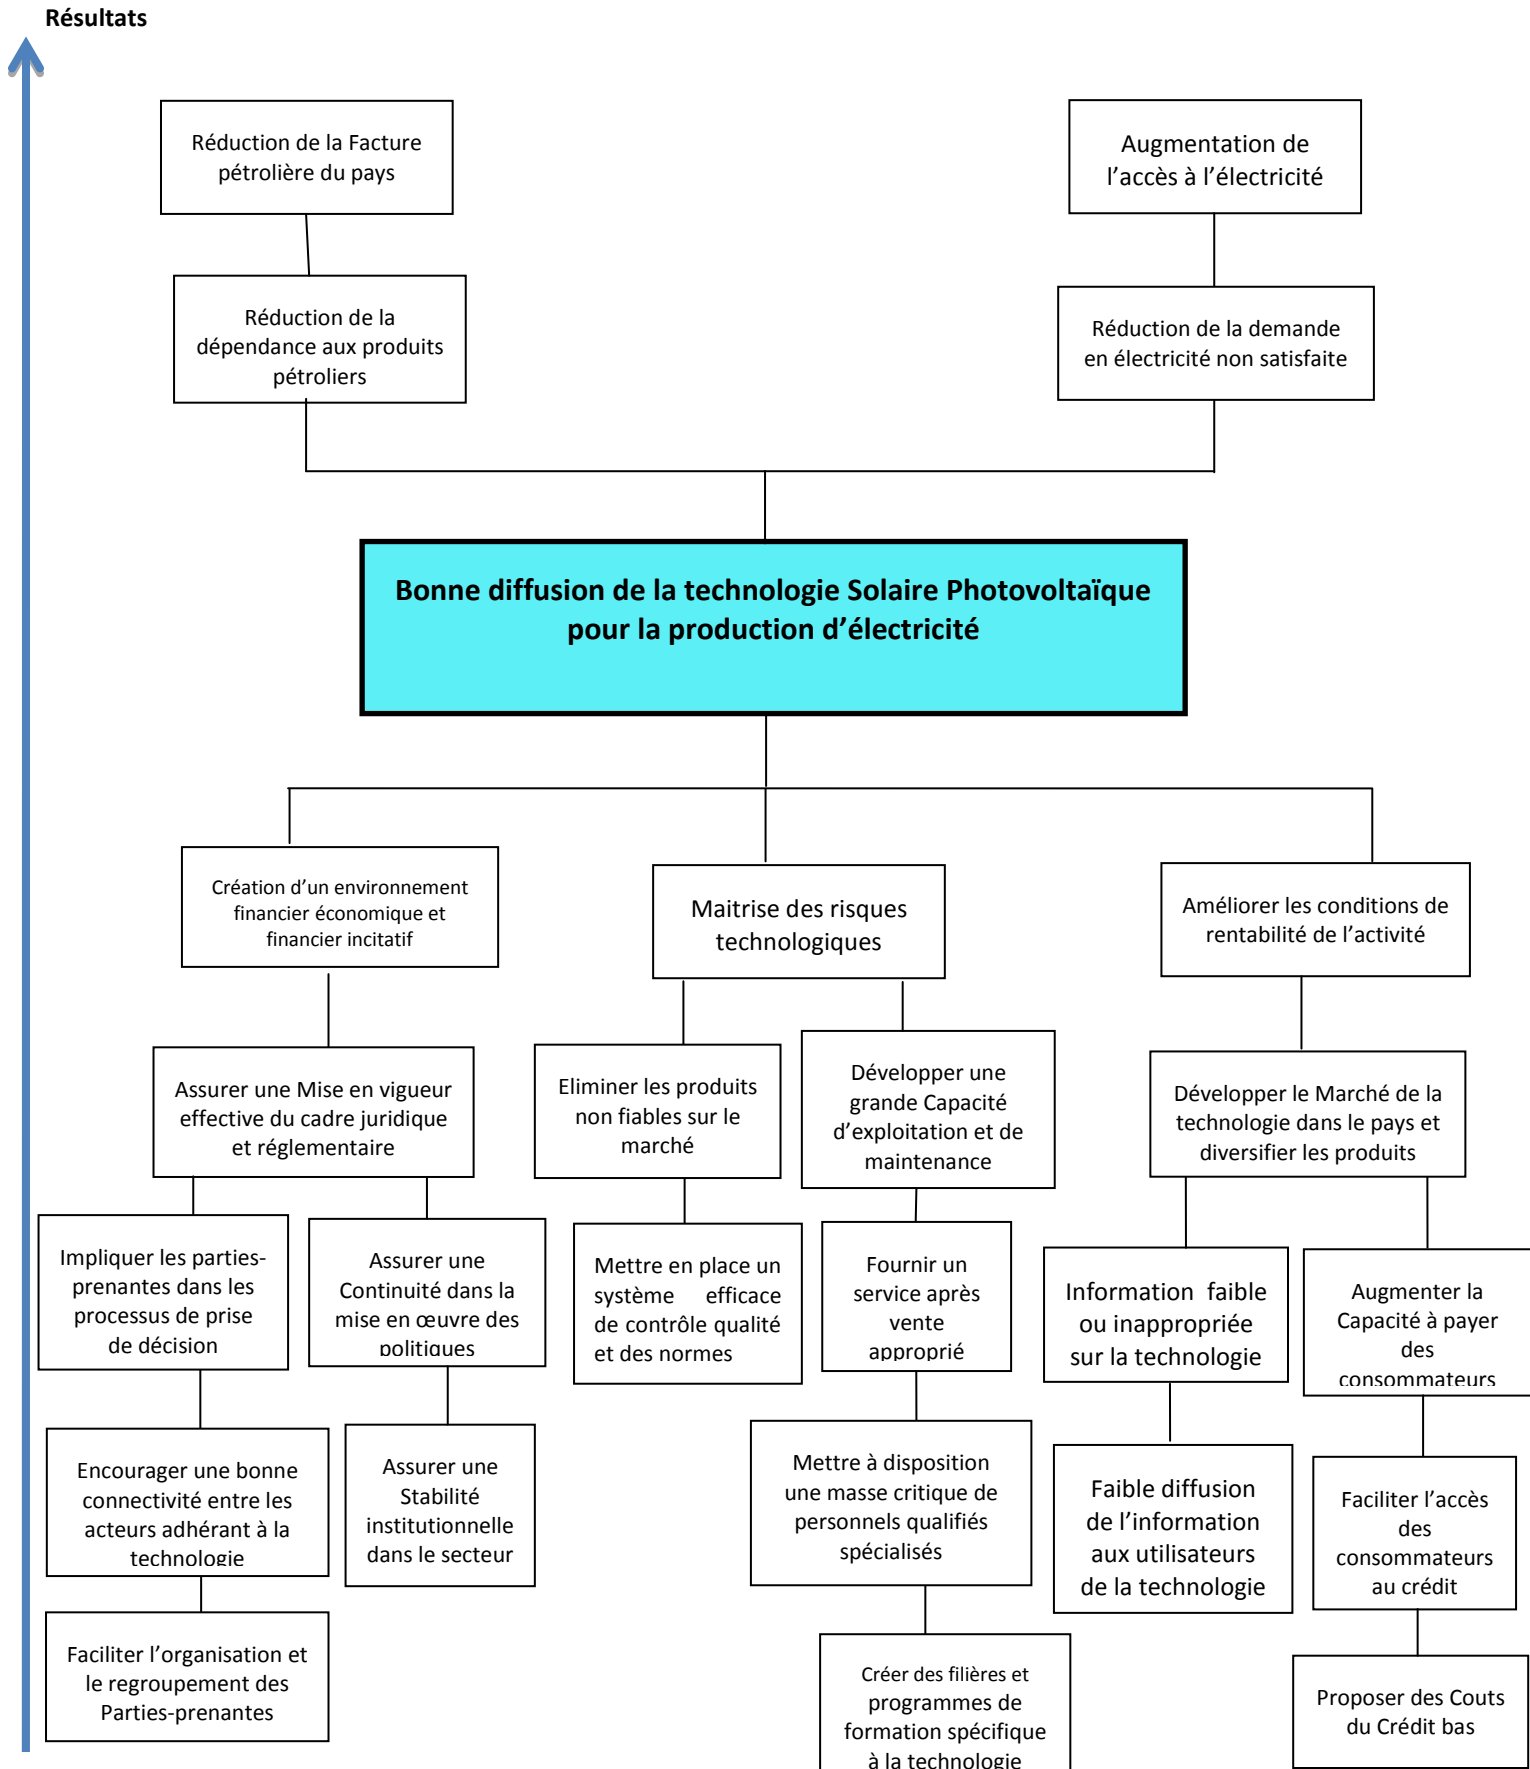 Résultats
Réduction de la Facture
pétrolière du pays
Augmentation de
l’accès à l’électricité
Réduction de la
dépendance aux produits
pétroliers
Réduction de la demande
en électricité non satisfaite
Bonne diffusion de la technologie Solaire Photovoltaïque
pour la production d’électricité
Création d’un environnement
financier économique et
financier incitatif
Maitrise des risques
technologiques
Améliorer les conditions de
rentabilité de l’activité
Assurer une Mise en vigueur
effective du cadre juridique
et réglementaire
Eliminer les produits
non fiables sur le
marché
Développer une
grande Capacité
d’exploitation et de
maintenance
Développer le Marché de la
technologie dans le pays et
diversifier les produits
Impliquer les parties-
prenantes dans les
processus de prise
de décision
Assurer une
Continuité dans la
mise en œuvre des
politiques
Mettre en place un
système efficace
de contrôle qualité
et des normes
Fournir un
service après
vente
approprié
Information faible
ou inappropriée
sur la technologie
Augmenter la
Capacité à payer
des
consommateurs
Encourager une bonne
connectivité entre les
acteurs adhérant à la
technologie
Assurer une
Stabilité
institutionnelle
dans le secteur
Mettre à disposition
une masse critique de
personnels qualifiés
spécialisés
Faible diffusion
de l’information
aux utilisateurs
de la technologie
Faciliter l’accès
des
consommateurs
au crédit
Faciliter l’organisation et
le regroupement des
Parties-prenantes
Créer des filières et
programmes de
formation spécifique
à la technologie
Proposer des Couts
du Crédit bas